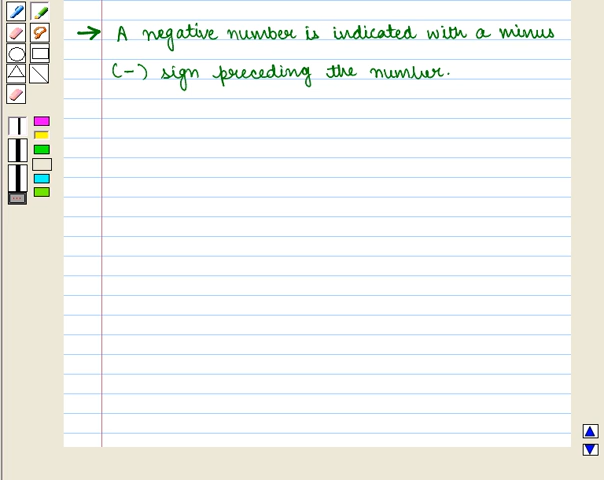 → A negative number is indicated with a minus
(-) sign preceding the number.